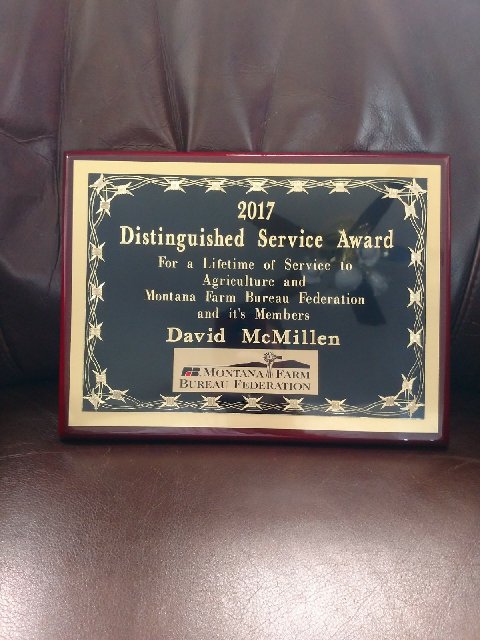 2017
Distinguished Service Award
For a Lifetime of Service to
Agriculture and
Montana Farm Bureau Federation
and it's Members
David McMillen
FB MONTANA FARM
BUREAU FEDERATION